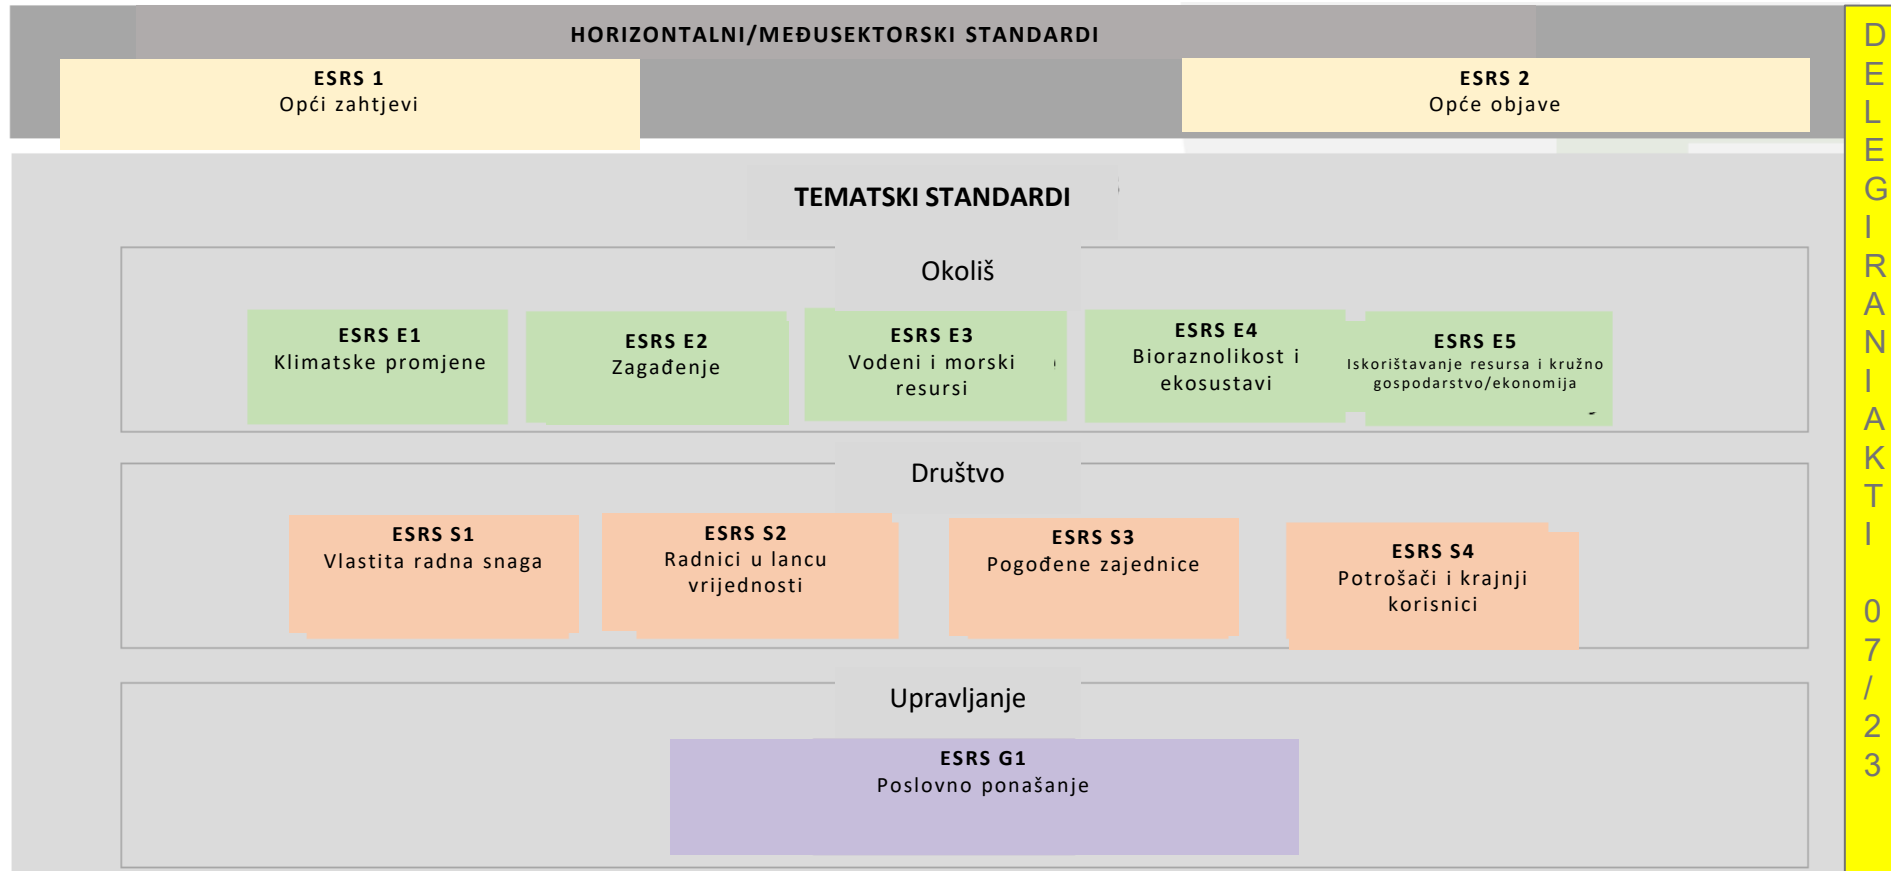 HORIZONTALNI/MEĐUSEKTORSKI STANDARDI
ESRS 1
Opći zahtjevi
ESRS 2
Opće objave
TEMATSKI STANDARDI
Okoliš
ESRS E1
Klimatske promjene
ESRS E2
Zagađenje
ESRS E3
Vodeni i morski
resursi
ESRS E4
Bioraznolikost i
ekosustavi
ESRS E5
Iskorištavanje resursa i kružno
gospodarstvo/ekonomija
Društvo
ESRS S1
Vlastita radna snaga
ESRS S2
Radnici u lancu
vrijednosti
ESRS S3
Pogođene zajednice
ESRS S4
Potrošači i krajnji
korisnici
Upravljanje
ESRS G1
Poslovno ponašanje
DELEGIRANI AKTI 07/23